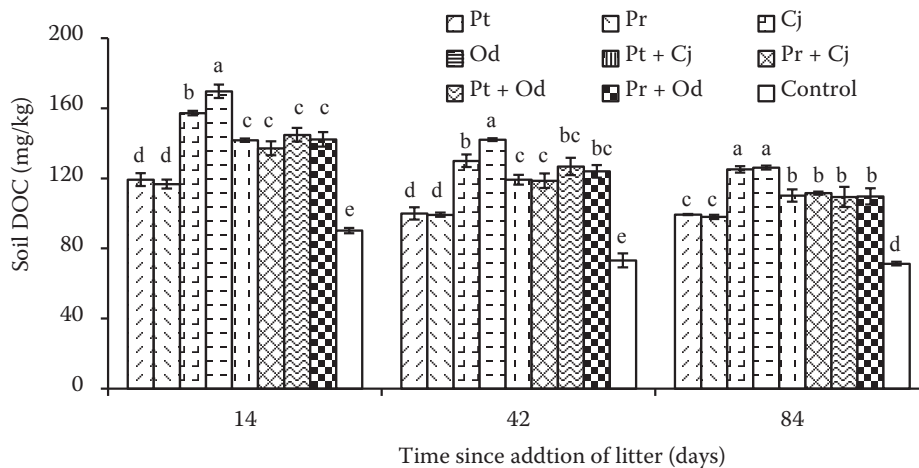 Pt Pr Cj
Od Pt + Cj Pr + Cj
Pt + Od Pr + Od Control
Soil DOC (mg/kg)
200
160
120
80
40
0
d d b a c c c c e
d d b a c c bc bc e
c c a a b b b b d
14 42 84
Time since addtion of litter (days)